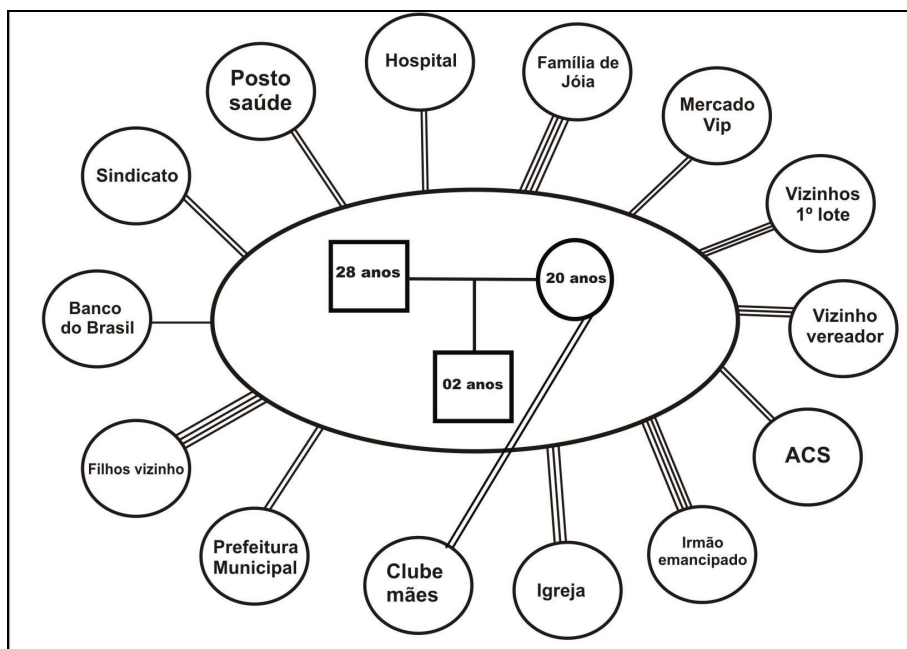 Hospital
Família de
Jóia
Posto
saúde
Mercado
Vip
Sindicato
Vizinhos
1º lote
28 anos
20 anos
Banco
do Brasil
Vizinho
vereador
02 anos
Filhos vizinho
ACS
Prefeitura
Municipal
Clube
mães
Igreja
Irmão
emancipado